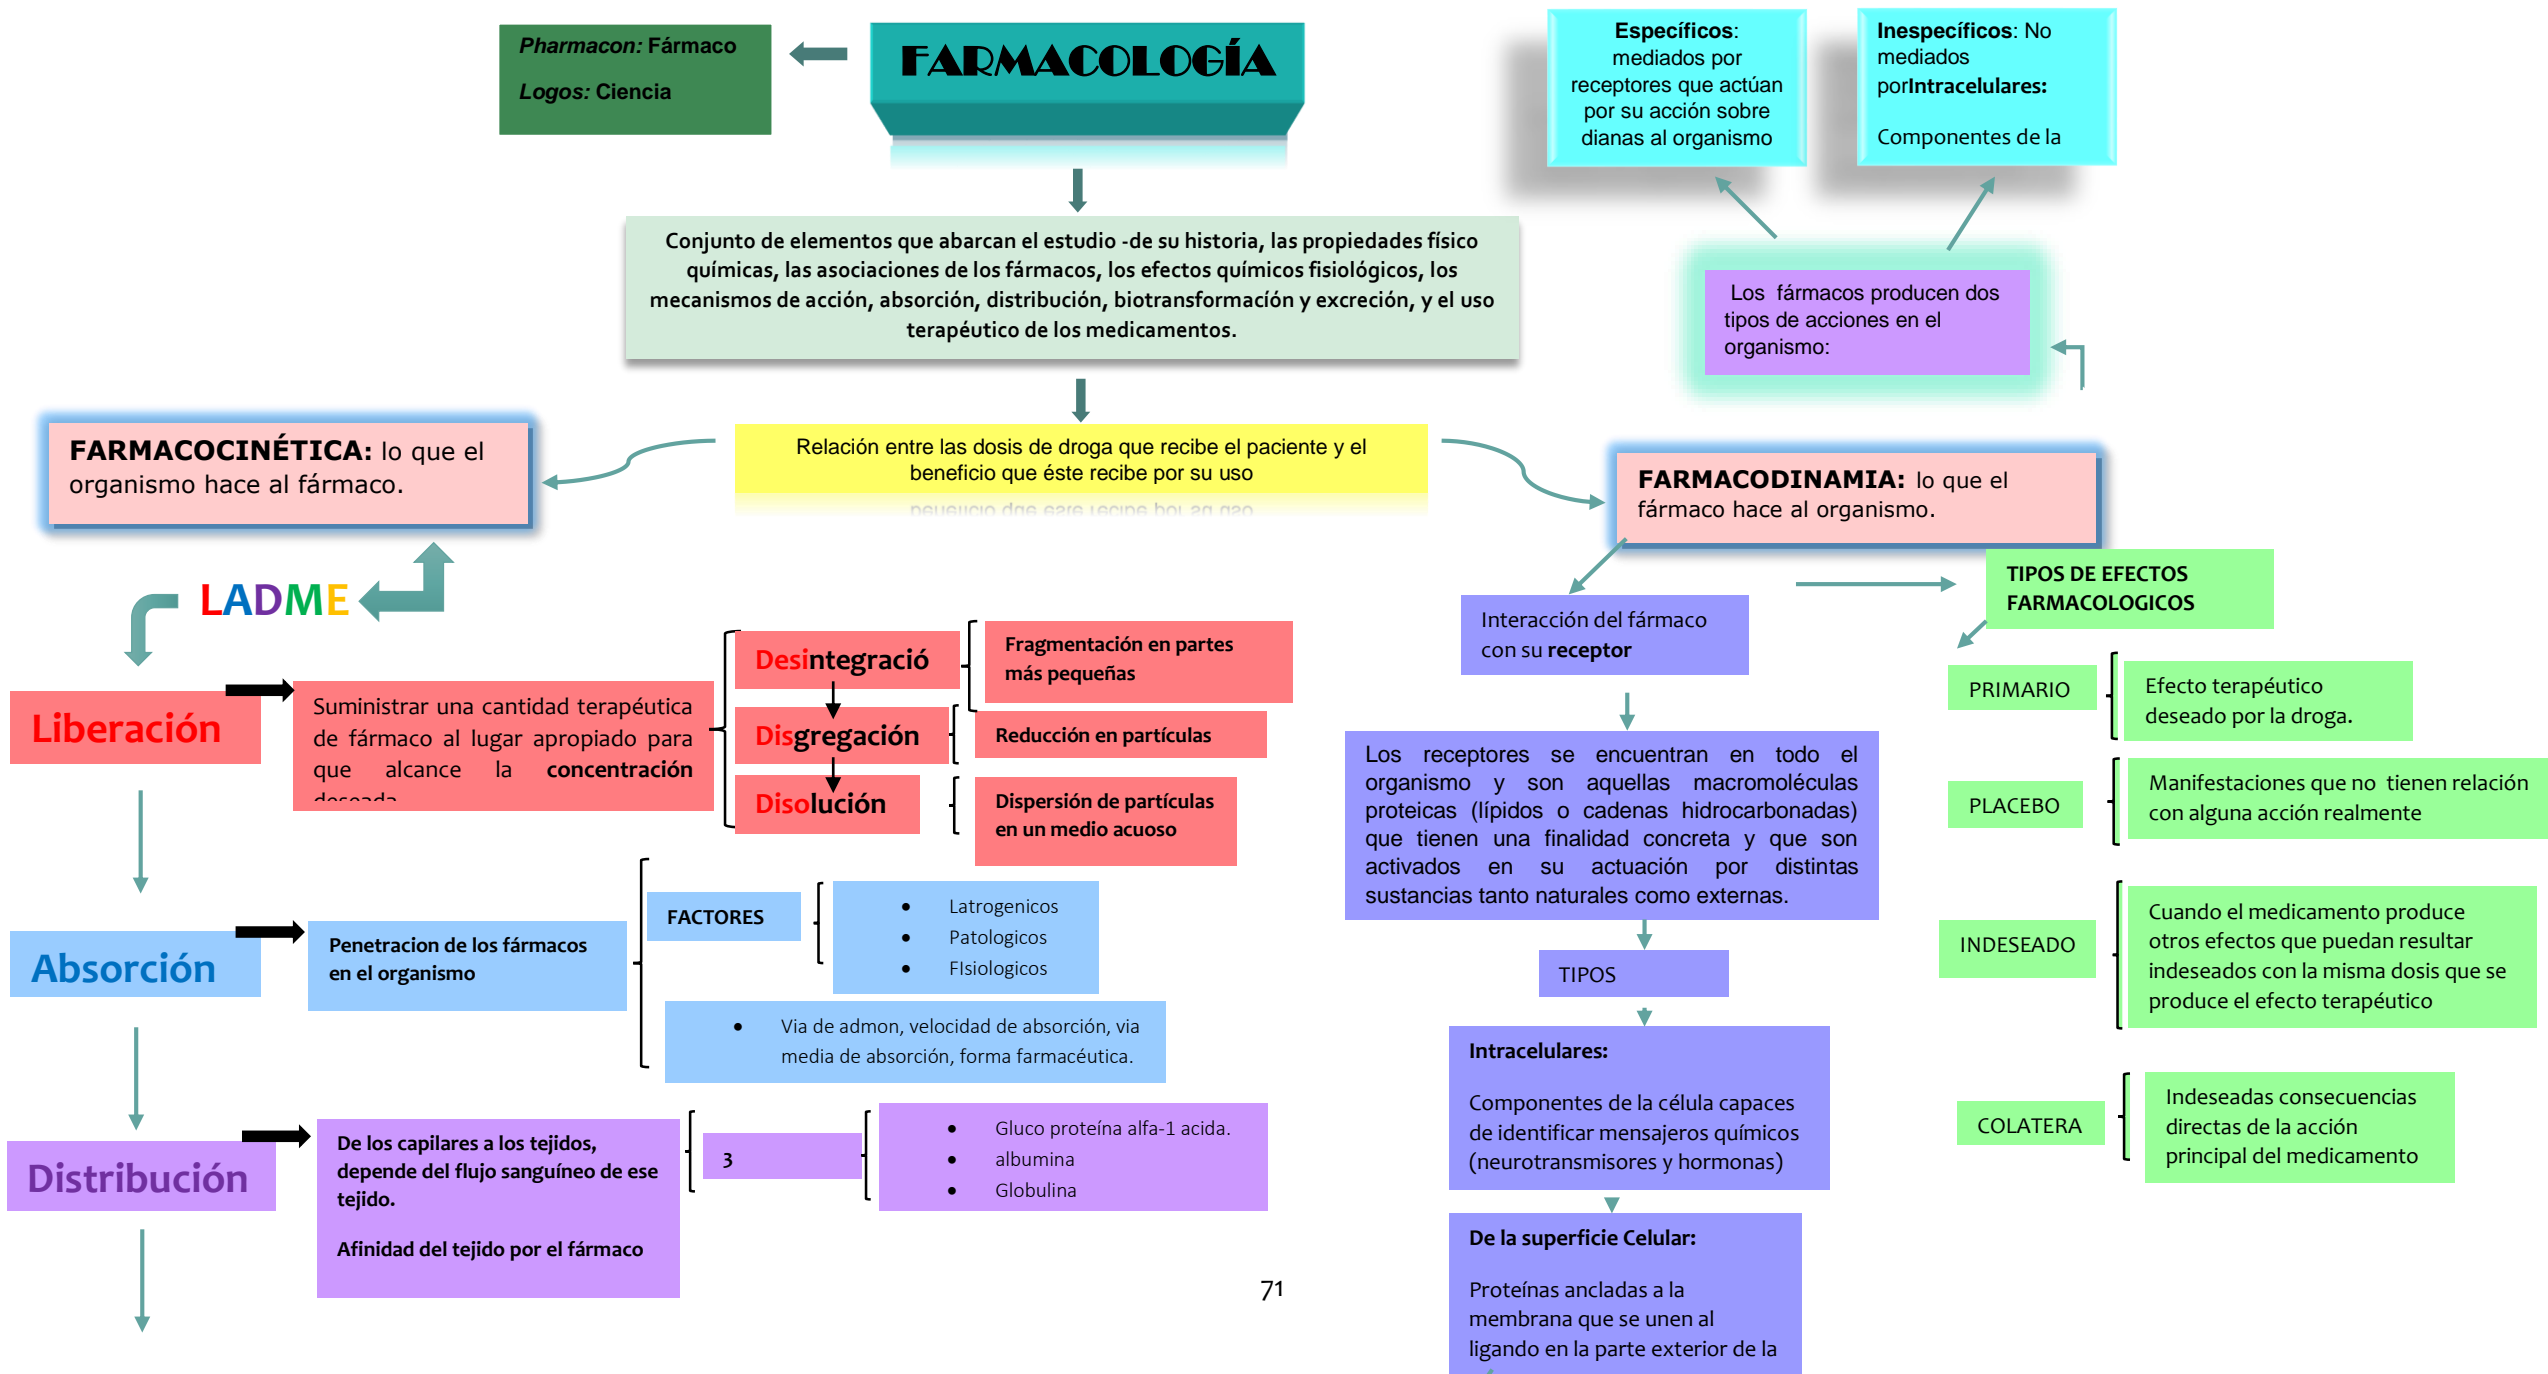 Pharmacon: Fármaco
Logos: Ciencia
FARMACOLOGÍA
Específicos:
mediados por
receptores que actúan
por su acción sobre
dianas al organismo
Inespecíficos: No
mediados
porIntracelulares:
Componentes de la
Conjunto de elementos que abarcan el estudio -de su historia, las propiedades físico
químicas, las asociaciones de los fármacos, los efectos químicos fisiológicos, los
mecanismos de acción, absorción, distribución, biotransformacíón y excreción, y el uso
terapéutico de los medicamentos.
Los fármacos producen dos
tipos de acciones en el
organismo:
Relación entre las dosis de droga que recibe el paciente y el
beneficio que éste recibe por su uso
FARMACOCINÉTICA: lo que el
organismo hace al fármaco.
FARMACODINAMIA: lo que el
fármaco hace al organismo.
LADME
Liberación
Suministrar una cantidad terapéutica
de fármaco al lugar apropiado para
que alcance la concentración
deseada
Desintegració
Fragmentación en partes
más pequeñas
Disgregación
Reducción en partículas
Disolución
Dispersión de partículas
en un medio acuoso
Absorción
Penetracion de los fármacos
en el organismo
FACTORES
• Latrogenicos
• Patologicos
• FIsiologicos
• Via de admon, velocidad de absorción, via
media de absorción, forma farmacéutica.
Distribución
De los capilares a los tejidos,
depende del flujo sanguíneo de ese
tejido.
Afinidad del tejido por el fármaco
3
• Gluco proteína alfa-1 acida.
• albumina
• Globulina
71
Interacción del fármaco
con su receptor
Los receptores se encuentran en todo el
organismo y son aquellas macromoléculas
proteicas (lípidos o cadenas hidrocarbonadas)
que tienen una finalidad concreta y que son
activados en su actuación por distintas
sustancias tanto naturales como externas.
TIPOS
Intracelulares:
Componentes de la célula capaces
de identificar mensajeros químicos
(neurotransmisores y hormonas)
De la superficie Celular:
Proteínas ancladas a la
membrana que se unen al
ligando en la parte exterior de la
TIPOS DE EFECTOS
FARMACOLOGICOS
PRIMARIO
Efecto terapéutico
deseado por la droga.
PLACEBO
Manifestaciones que no tienen relación
con alguna acción realmente
INDESEADO
Cuando el medicamento produce
otros efectos que puedan resultar
indeseados con la misma dosis que se
produce el efecto terapéutico
COLATERA
Indeseadas consecuencias
directas de la acción
principal del medicamento